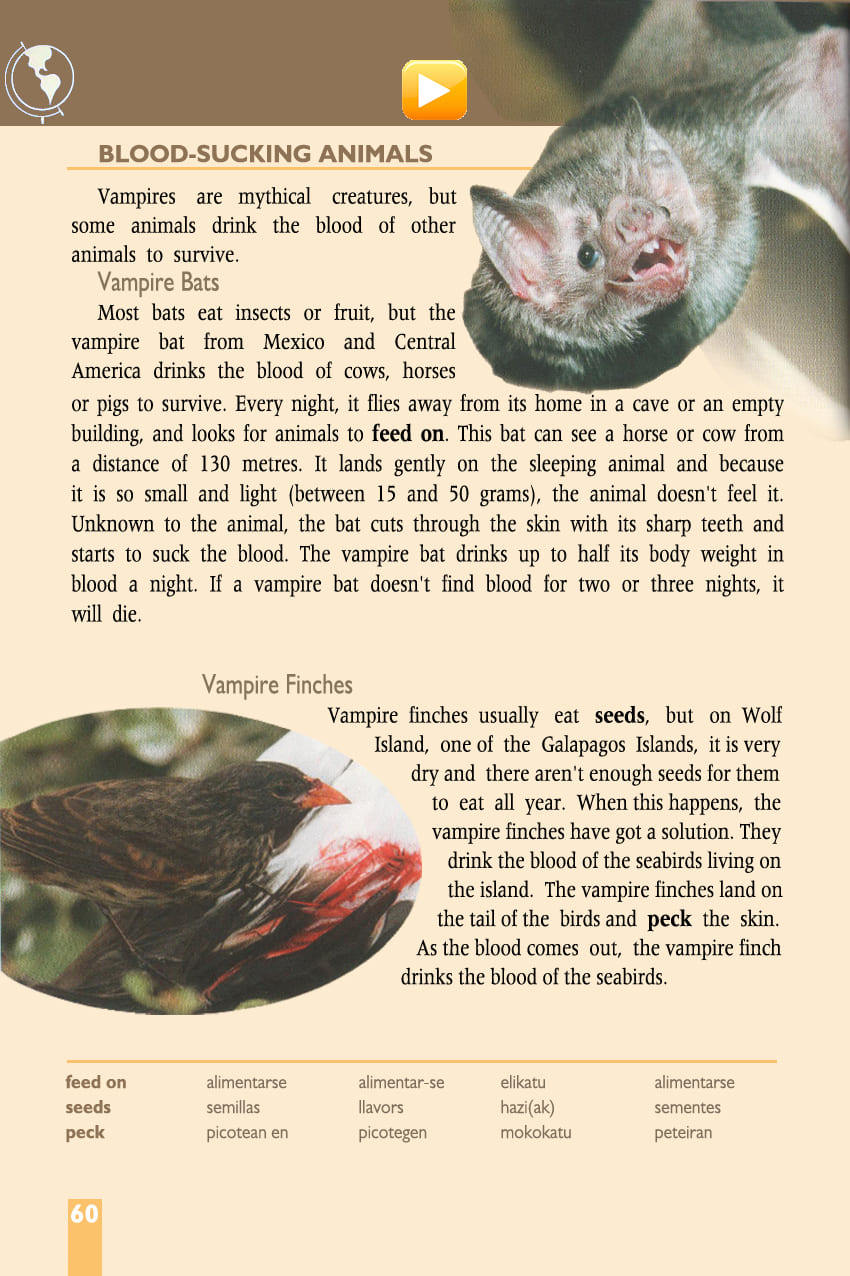 BLOOD-SUCKING ANIMALS
Vampires are mythical creatures, but
some animals drink the blood of other
animals to survive.
Vampire Bats
Most bats eat insects or fruit, but the
vampire bat from Mexico and Central
America drinks the blood of cows, horses
or pigs to survive. Every night, it flies away from its home in a cave or an empty
building, and looks for animals to feed on. This bat can see a horse or cow from
a distance of 130 metres. It lands gently on the sleeping animal and because
it is so small and light (between 15 and 50 grams), the animal doesn't feel it.
Unknown to the animal, the bat cuts through the skin with its sharp teeth and
starts to suck the blood. The vampire bat drinks up to half its body weight in
blood a night. If a vampire bat doesn't find blood for two or three nights, it
will die.
Vampire Finches
Vampire finches usually eat seeds, but on Wolf
Island, one of the Galapagos Islands, it is very
dry and there aren't enough seeds for them
to eat all year. When this happens, the
vampire finches have got a solution. They
drink the blood of the seabirds living on
the island. The vampire finches land on
the tail of the birds and peck the skin.
As the blood comes out, the vampire finch
drinks the blood of the seabirds.
feed on alimentarse alimentar-se elikatu alimentarse
seeds semillas llavors hazi(ak) sementes
peck picotean en picotegen mokokatu peteiran
60